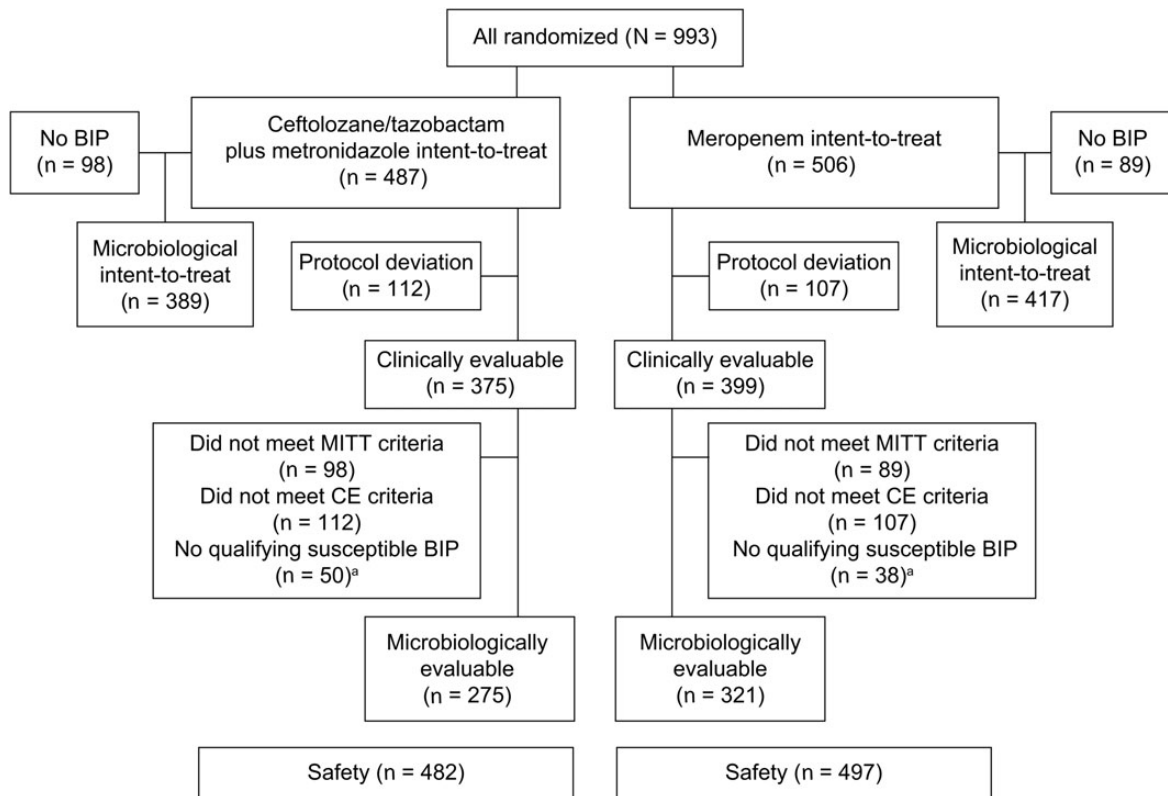 All randomized (N = 993)
Ceftolozane/tazobactam
plus metronidazole intent-to-treat
(n = 487)
Meropenem intent-to-treat
(n = 506)
No BIP
(n = 98)
No BIP
(n = 89)
Microbiological
intent-to-treat
(n = 389)
Protocol deviation
(n = 112)
Protocol deviation
(n = 107)
Microbiological
intent-to-treat
(n = 417)
Clinically evaluable
(n = 375)
Clinically evaluable
(n = 399)
Did not meet MITT criteria
(n = 98)
Did not meet CE criteria
(n = 112)
No qualifying susceptible BIP
(n = 50)ᵃ
Did not meet MITT criteria
(n = 89)
Did not meet CE criteria
(n = 107)
No qualifying susceptible BIP
(n = 38)ᵃ
Microbiologically
evaluable
(n = 275)
Microbiologically
evaluable
(n = 321)
Safety (n = 482)
Safety (n = 497)